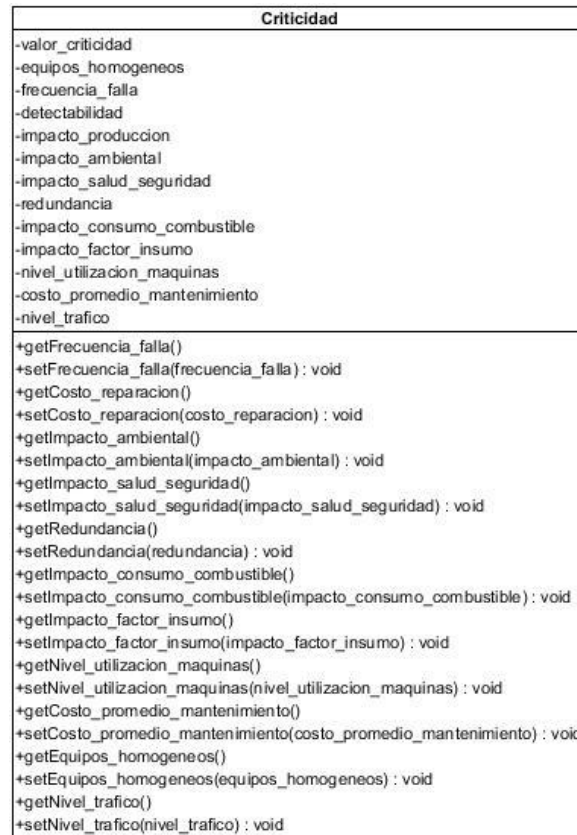 Criticidad
-valor_criticidad
-equipos_homogeneos
-frecuencia_falla
-detectabilidad
-impacto_produccion
-impacto_ambiental
-impacto_salud_seguridad
-redundancia
-impacto_consumo_combustible
-impacto_factor_insumo
-nivel_utilizacion_maquinas
-costo_promedio_mantenimiento
-nivel_trafico
+getFrecuencia_falla()
+setFrecuencia_falla(frecuencia_falla) : void
+getCosto_reparacion()
+setCosto_reparacion(costo_reparacion) : void
+getImpacto_ambiental()
+setImpacto_ambiental(impacto_ambiental) : void
+getImpacto_salud_seguridad()
+setImpacto_salud_seguridad(impacto_salud_seguridad) : void
+getRedundancia()
+setRedundancia(redundancia) : void
+getImpacto_consumo_combustible()
+setImpacto_consumo_combustible(impacto_consumo_combustible) : void
+getImpacto_factor_insumo()
+setImpacto_factor_insumo(impacto_factor_insumo) : void
+getNivel_utilizacion_maquinas()
+setNivel_utilizacion_maquinas(nivel_utilizacion_maquinas) : void
+getCosto_promedio_mantenimiento()
+setCosto_promedio_mantenimiento(costo_promedio_mantenimiento) : void
+getEquipos_homogeneos()
+setEquipos_homogeneos(equipos_homogeneos) : void
+getNivel_trafico()
+setNivel_trafico(nivel_trafico) : void